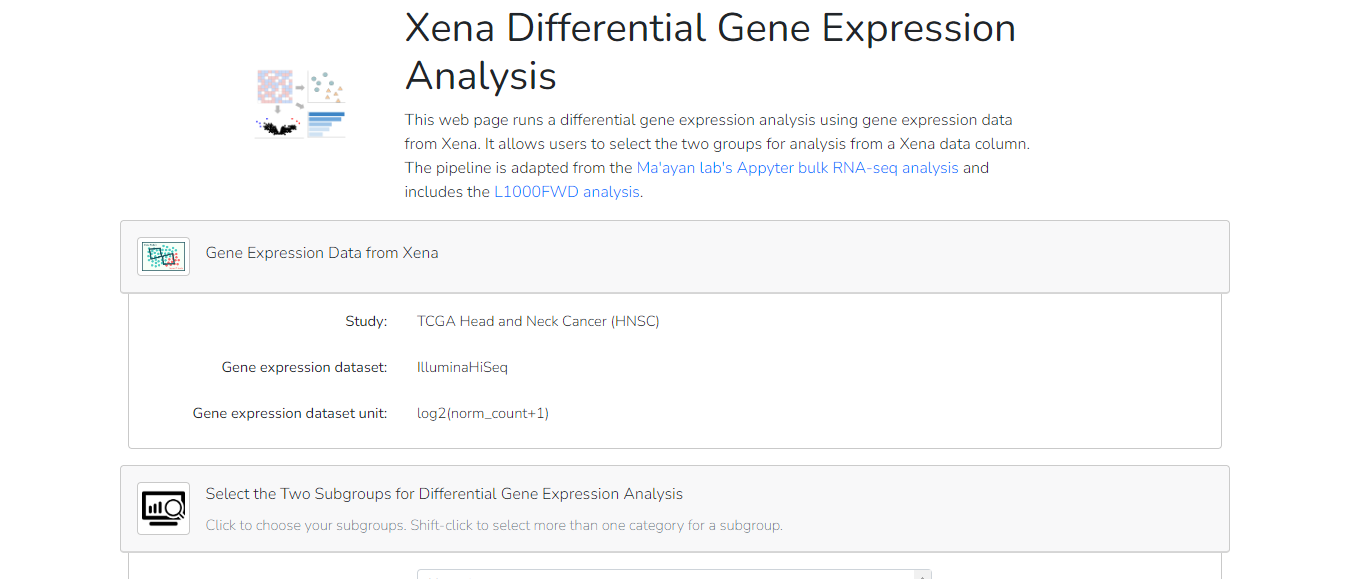 Xena Differential Gene Expression
Analysis
This web page runs a differential gene expression analysis using gene expression data
from Xena. It allows users to select the two groups for analysis from a Xena data column.
The pipeline is adapted from the Ma'ayan lab's Appyter bulk RNA-seq analysis and
includes the L1000FWD analysis.
Gene Expression Data from Xena
Study: TCGA Head and Neck Cancer (HNSC)
Gene expression dataset: IlluminaHiSeq
Gene expression dataset unit: log2(norm_count+1)
Select the Two Subgroups for Differential Gene Expression Analysis
Click to choose your subgroups. Shift-click to select more than one category for a subgroup.